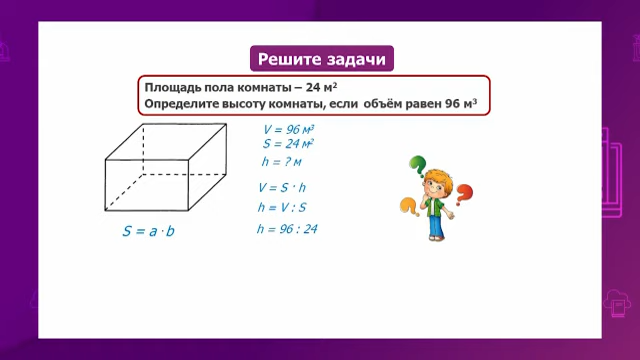 Решите задачи
Площадь пола комнаты – 24 м²
Определите высоту комнаты, если объём равен 96 м³
V = 96 м³
S = 24 м²
h = ? м
V = S · h
h = V : S
S = a · b
h = 96 : 24